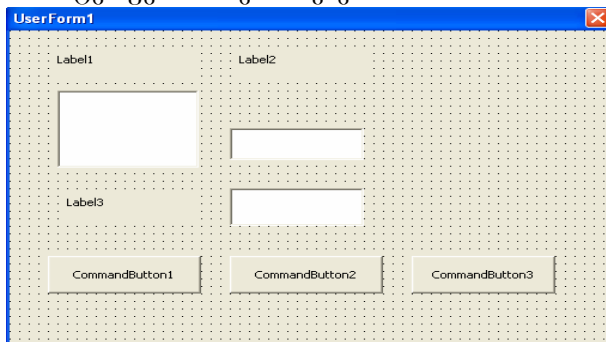 UserForm1
Label1 Label2
Label3
CommandButton1 CommandButton2 CommandButton3